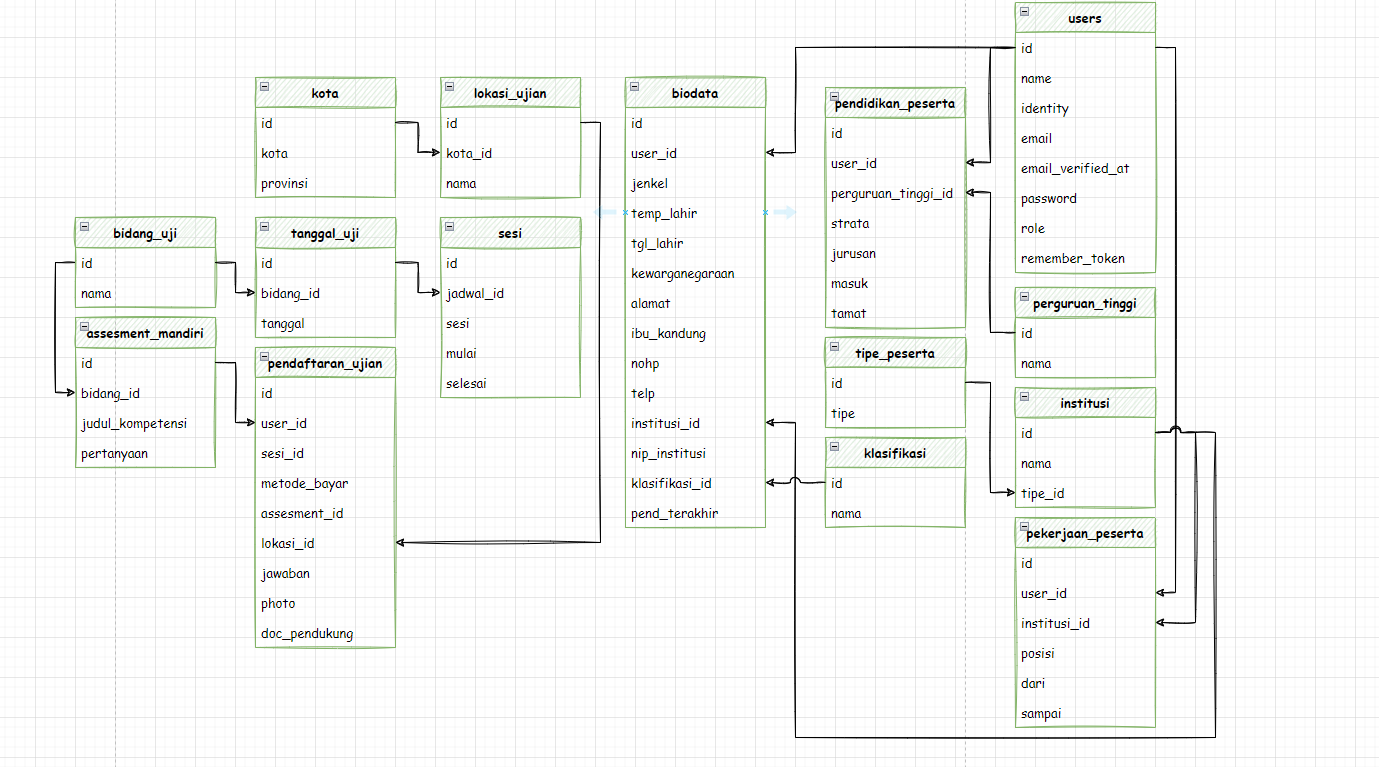 users
id
name
identity
email
email_verified_at
password
role
remember_token
kota
id
kota
provinsi
lokasi_ujian
id
kota_id
nama
biodata
id
user_id
jenkel
temp_lahir
tgl_lahir
kewarganegaraan
alamat
ibu_kandung
nohp
telp
institusi_id
nip_institusi
klasifikasi_id
pend_terakhir
pendidikan_peserta
id
user_id
perguruan_tinggi_id
strata
jurusan
masuk
tamat
bidang_uji
id
nama
tanggal_uji
id
bidang_id
tanggal
sesi
id
jadwal_id
sesi
mulai
selesai
perguruan_tinggi
id
nama
assesment_mandiri
id
bidang_id
judul_kompetensi
pertanyaan
pendaftaran_ujian
id
user_id
sesi_id
metode_bayar
assesment_id
lokasi_id
jawaban
photo
doc_pendukung
tipe_peserta
id
tipe
institusi
id
nama
tipe_id
klasifikasi
id
nama
pekerjaan_peserta
id
user_id
institusi_id
posisi
dari
sampai